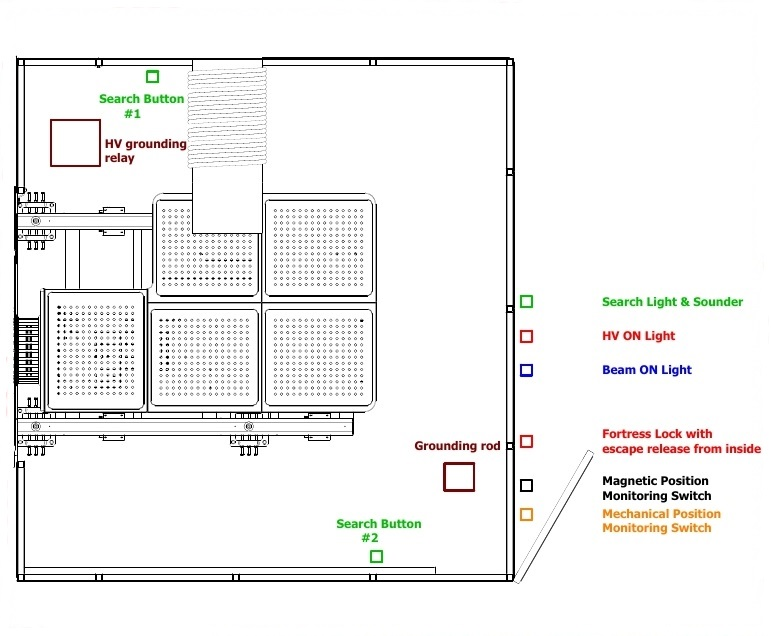 Search Button
#1
HV grounding
relay
Search Light & Sounder
HV ON Light
Beam ON Light
Fortress Lock with
escape release from inside
Grounding rod
Magnetic Position
Monitoring Switch
Mechanical Position
Monitoring Switch
Search Button
#2